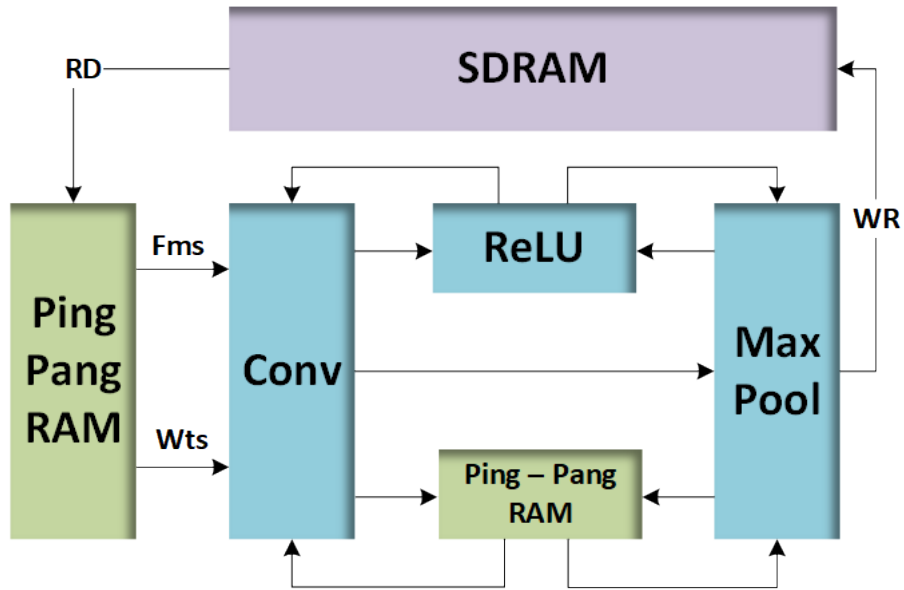 SDRAM
RD
WR
Fms
ReLU
Ping
Pang
RAM
Conv
Max
Pool
Wts
Ping – Pang
RAM